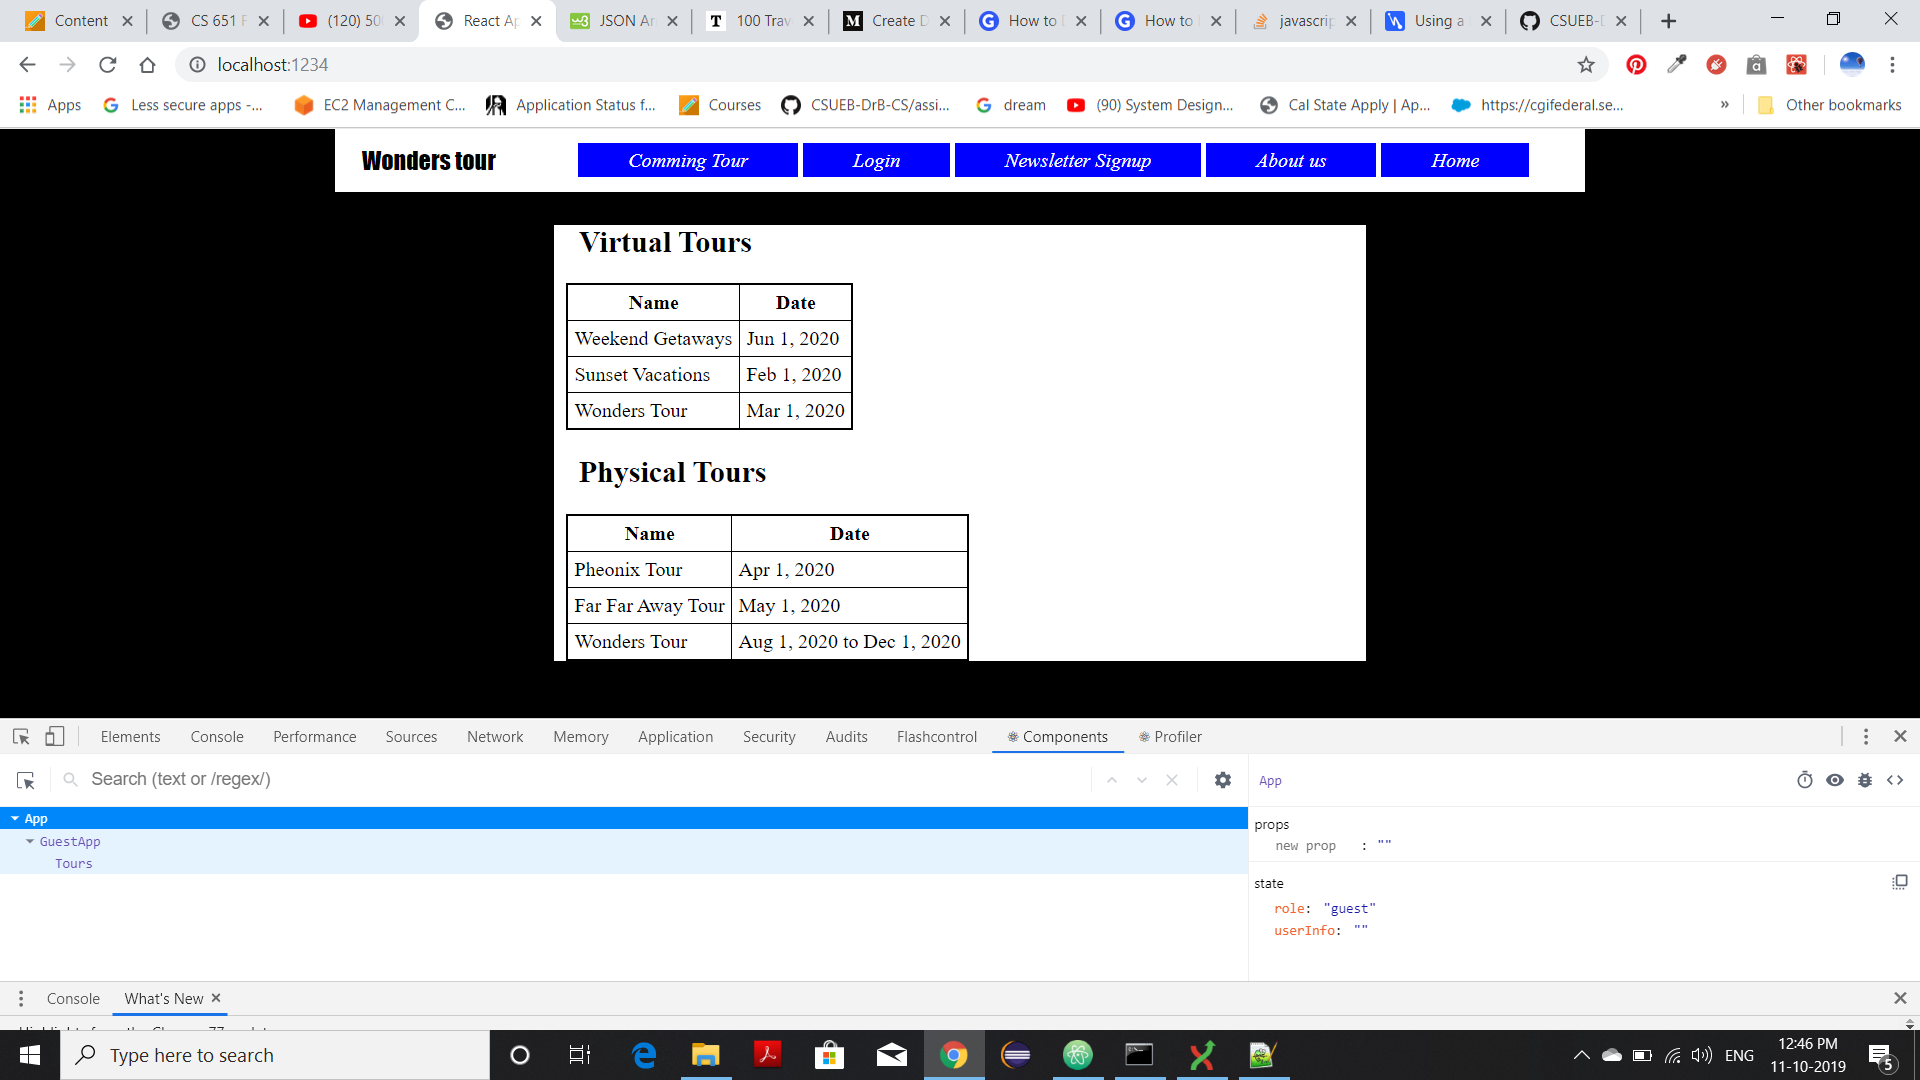 Content
CS 651 F
(120) 50
React Ap
JSON Ar
100 Trav
Create D
How to
How to
javascrip
Using a
CSUEB-D
localhost:1234
Apps
Less secure apps -...
EC2 Management C...
Application Status f...
Courses
CSUEB-DrB-CS/assi...
dream
(90) System Design...
Cal State Apply | Ap...
https://cgifederal.se...
»
Other bookmarks
Wonders tour
Comming Tour
Login
Newsletter Signup
About us
Home
Virtual Tours
Name Date
Weekend Getaways Jun 1, 2020
Sunset Vacations Feb 1, 2020
Wonders Tour Mar 1, 2020
Physical Tours
Name Date
Pheonix Tour Apr 1, 2020
Far Far Away Tour May 1, 2020
Wonders Tour Aug 1, 2020 to Dec 1, 2020
Elements Console Performance Sources Network Memory Application Security Audits Flashcontrol Components Profiler
Search (text or /regex/)
App
App
GuestApp
Tours
props
new prop : ""
state
role: "guest"
userInfo: ""
Console
What's New
Type here to search
ENG
12:46 PM
11-10-2019
5